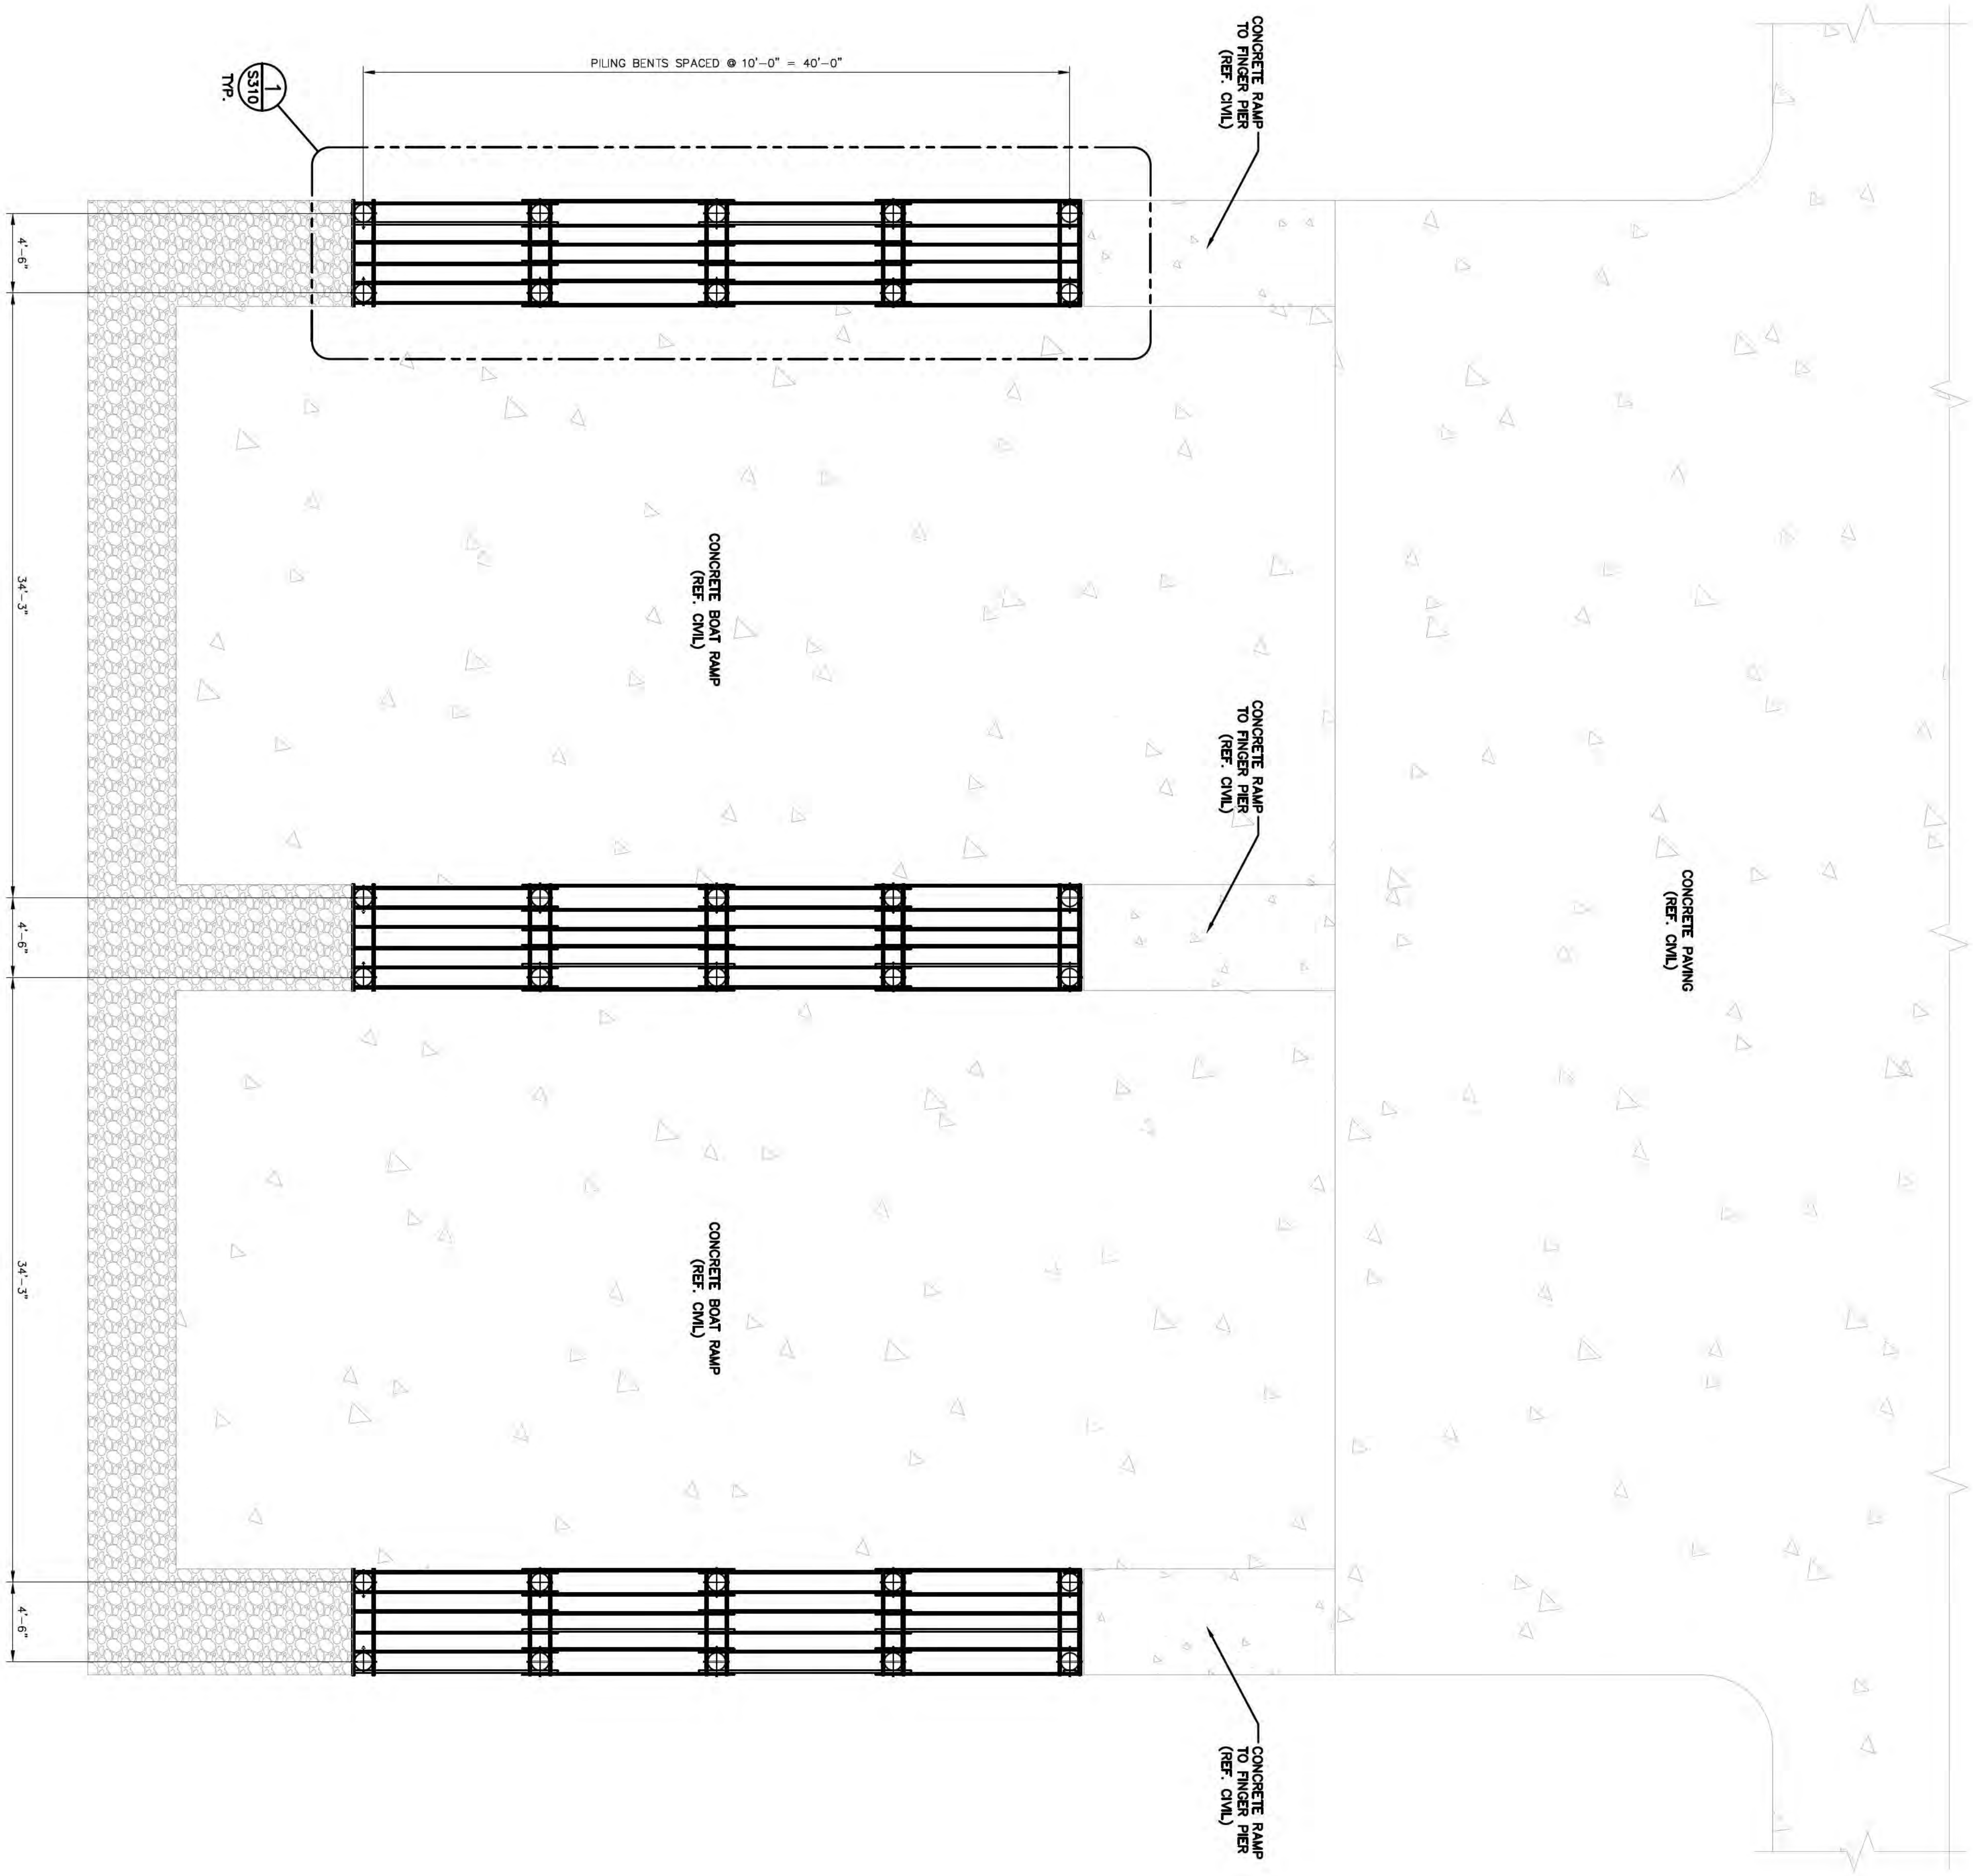 CONCRETE RAMP
TO FINGER PIER
(REF. CIVIL)
PILING BENTS SPACED @ 10'-0" = 40'-0"
1
S310
TYP.
CONCRETE RAMP
TO FINGER PIER
(REF. CIVIL)
CONCRETE RAMP
TO FINGER PIER
(REF. CIVIL)
CONCRETE PAVING
(REF. CIVIL)
CONCRETE BOAT RAMP
(REF. CIVIL)
CONCRETE BOAT RAMP
(REF. CIVIL)
4'-6"
34'-3"
4'-6"
34'-3"
4'-6"